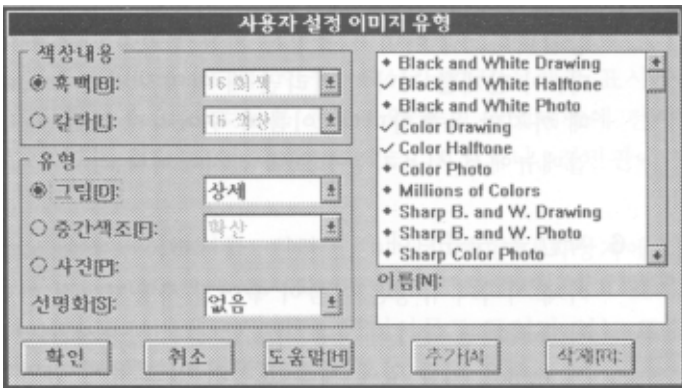 사용자 설정 이미지 유형
색상내용
흑백[B]:
16 회색
칼라[L]:
16 색상
유형
그림[D]:
상세
중간색조[F]:
확산
사진[P]:
선명화[S]:
없음
Black and White Drawing
Black and White Halftone
Black and White Photo
Color Drawing
Color Halftone
Color Photo
Millions of Colors
Sharp B. and W. Drawing
Sharp B. and W. Photo
Sharp Color Photo
이름[N]:
확인
취소
도움말[H]
추가[A]
삭제[R]: